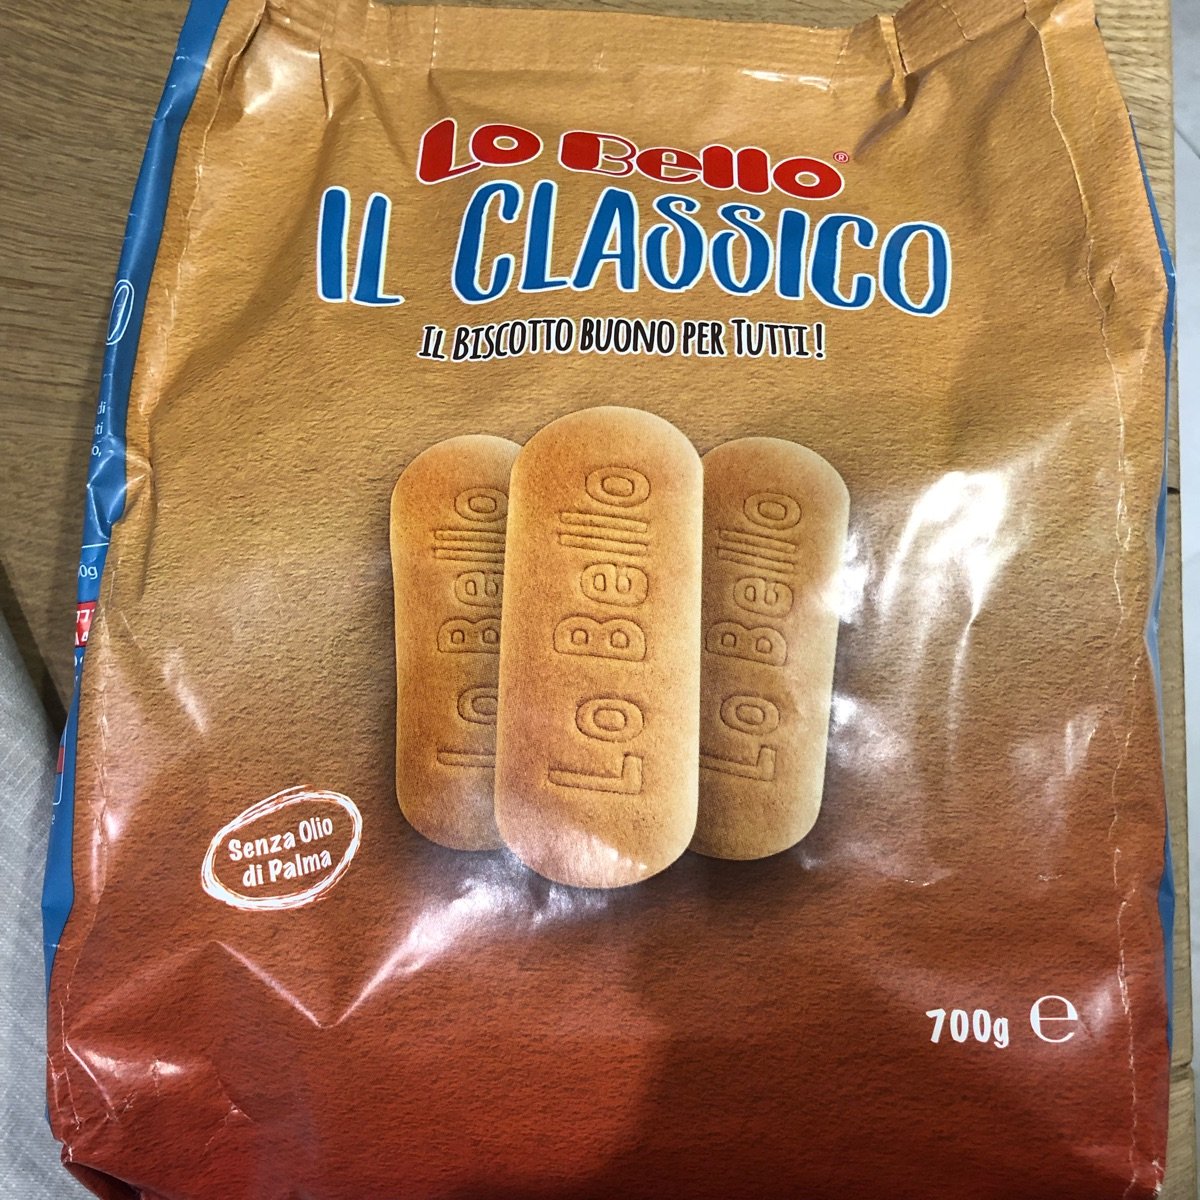 Lo Bello®
IL CLASSICO
IL BISCOTTO BUONO PER TUTTI!
Lo Bello
Lo Bello
Lo Bello
Senza Olio
di Palma
700g ℮